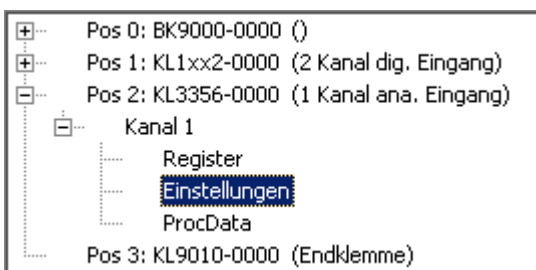 Pos 0: BK9000-0000 ()
Pos 1: KL1xx2-0000 (2 Kanal dig. Eingang)
Pos 2: KL3356-0000 (1 Kanal ana. Eingang)
Kanal 1
Register
Einstellungen
ProcData
Pos 3: KL9010-0000 (Endklemme)